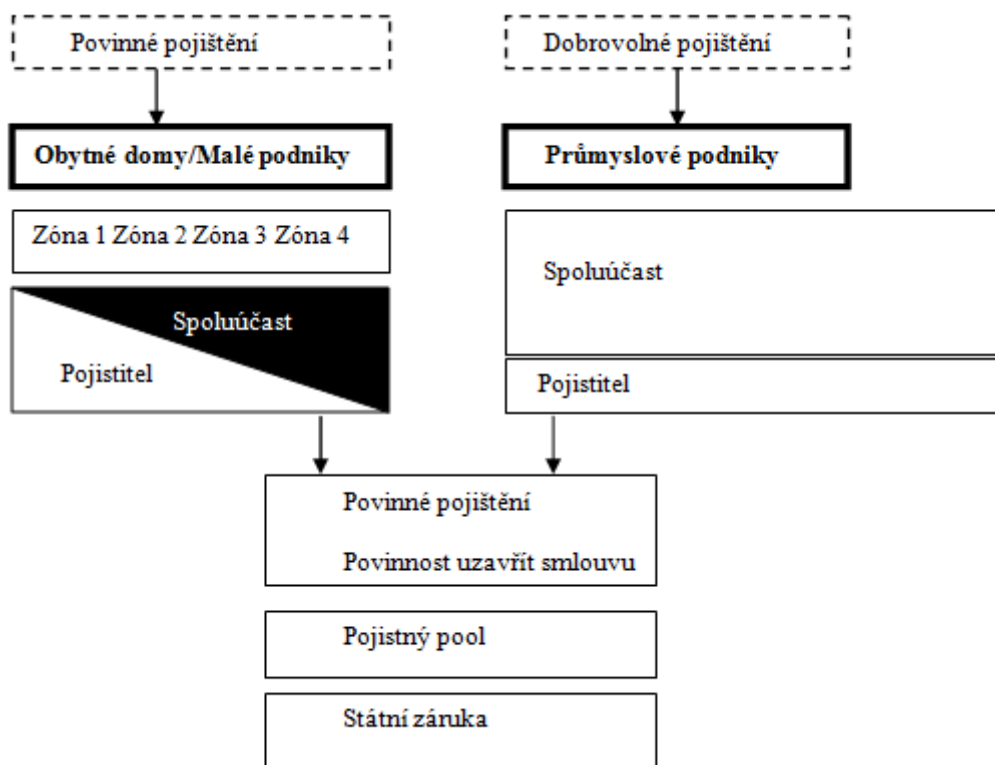 Povinné pojištění
Dobrovolné pojištění
Obytné domy/Malé podniky
Průmyslové podniky
Zóna 1 Zóna 2 Zóna 3 Zóna 4
Spoluúčast
Pojistitel
Spoluúčast
Pojistitel
Povinné pojištění
Povinnost uzavřít smlouvu
Pojistný pool
Státní záruka